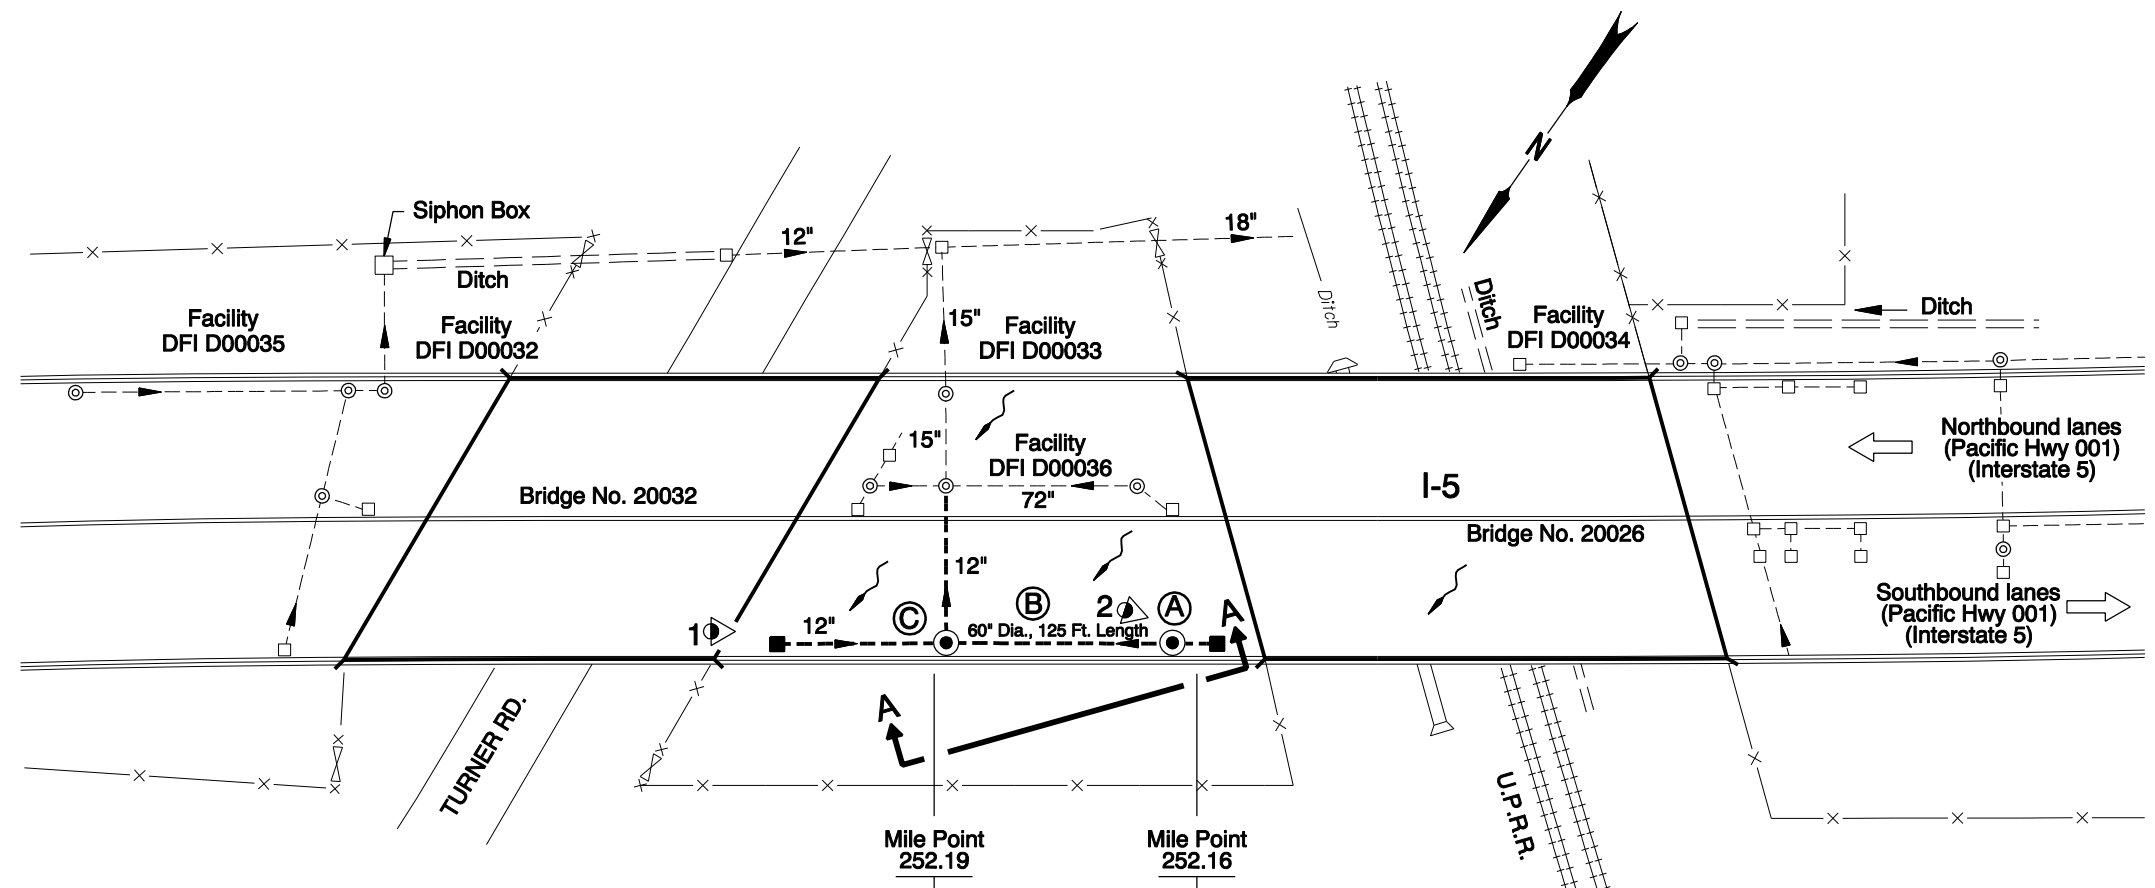 N
Siphon Box
12"
18"
Ditch
Ditch
Ditch
Ditch
Facility
DFI D00035
Facility
DFI D00032
15"
Facility
DFI D00033
Facility
DFI D00034
15"
Facility
DFI D00036
72"
Northbound lanes
(Pacific Hwy 001)
(Interstate 5)
I-5
Bridge No. 20032
Bridge No. 20026
12"
Southbound lanes
(Pacific Hwy 001)
(Interstate 5)
1
12"
C
B
60" Dia., 125 Ft. Length
2
A
A
A
TURNER RD.
U.P.R.R.
Mile Point
252.19
Mile Point
252.16